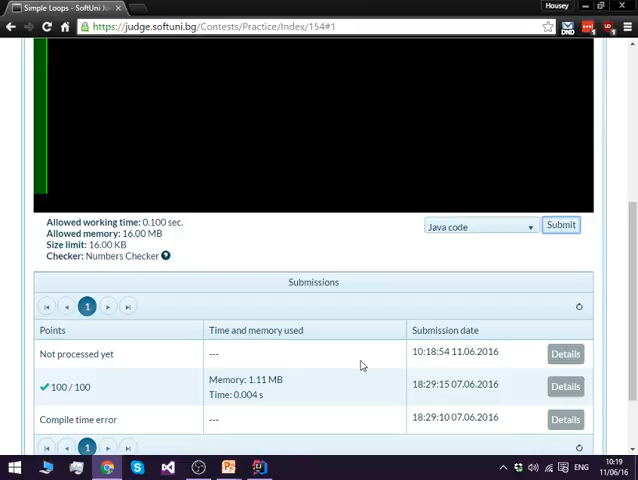 Simple Loops - SoftUni Ju
Housey
https://judge.softuni.bg/Contests/Practice/Index/154#1
DND
Allowed working time: 0.100 sec.
Allowed memory: 16.00 MB
Size limit: 16.00 KB
Checker: Numbers Checker
Java code
Submit
Submissions
1
Points Time and memory used Submission date
Not processed yet --- 10:18:54 11.06.2016 Details
100 / 100 Memory: 1.11 MB 18:29:15 07.06.2016 Details
Time: 0.004 s
Compile time error --- 18:29:10 07.06.2016 Details
1
ENG
10:19
11/06/16